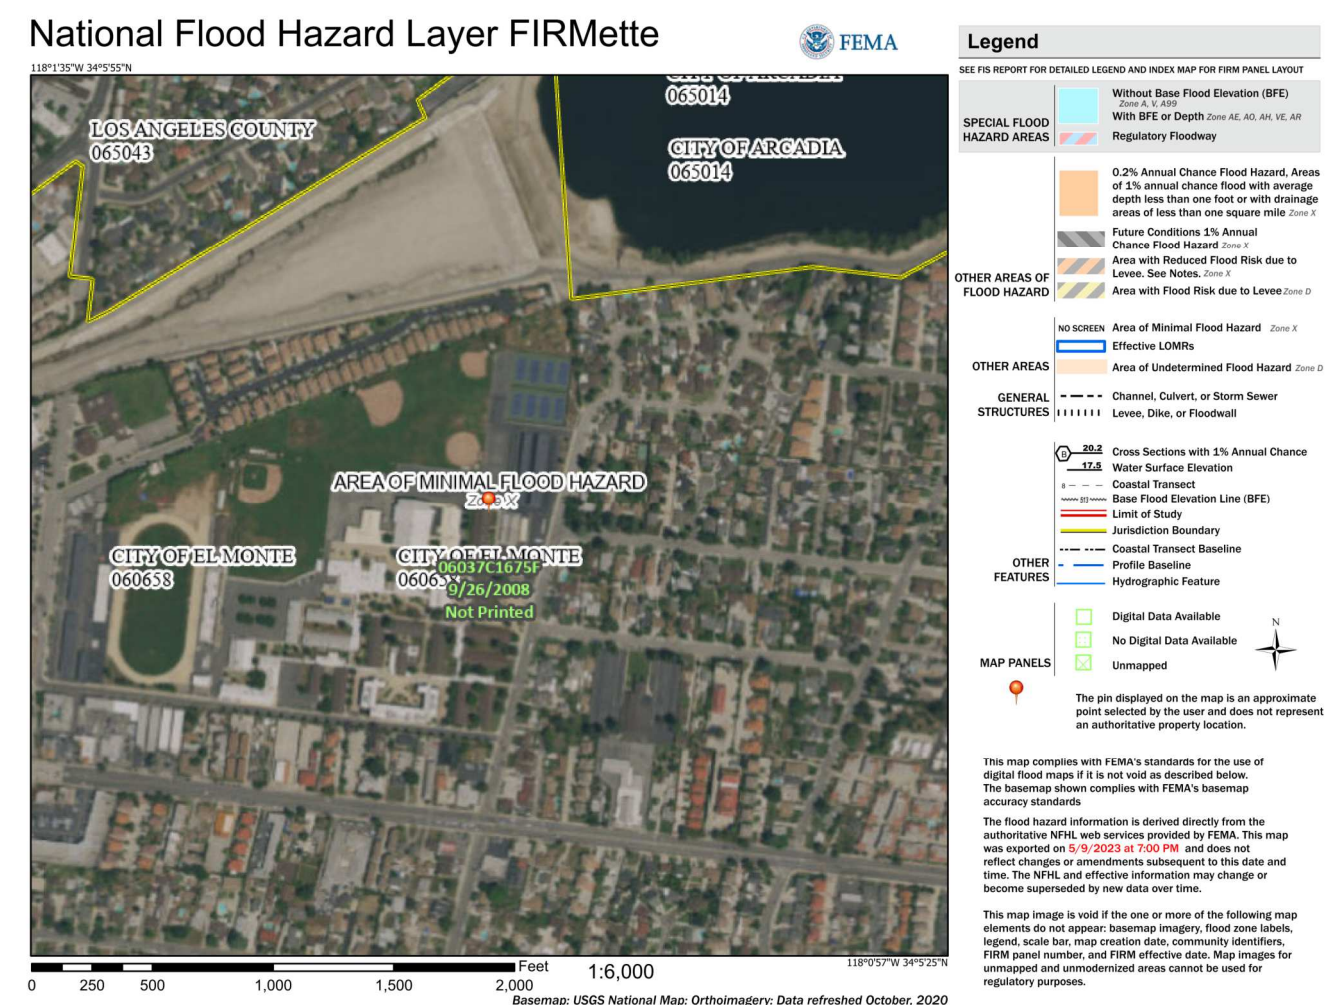 National Flood Hazard Layer FIRMette
FEMA
118°1'35"W 34°5'55"N
LOS ANGELES COUNTY
065043
CITY OF ARCADIA
065014
CITY OF ARCADIA
065014
AREA OF MINIMAL FLOOD HAZARD
Zone X
CITY OF EL MONTE
060658
CITY OF EL MONTE
06037C1675F
9/26/2008
Not Printed
118°0'57"W 34°5'25"N
Feet
1:6,000
0
250
500
1,000
1,500
2,000
Basemap: USGS National Map: Orthoimagery: Data refreshed October, 2020
Legend
SEE FIS REPORT FOR DETAILED LEGEND AND INDEX MAP FOR FIRM PANEL LAYOUT
SPECIAL FLOOD
HAZARD AREAS
Without Base Flood Elevation (BFE)
Zone A, V, A99
With BFE or Depth Zone AE, AO, AH, VE, AR
Regulatory Floodway
OTHER AREAS OF
FLOOD HAZARD
0.2% Annual Chance Flood Hazard, Areas
of 1% annual chance flood with average
depth less than one foot or with drainage
areas of less than one square mile Zone X
Future Conditions 1% Annual
Chance Flood Hazard Zone X
Area with Reduced Flood Risk due to
Levee. See Notes. Zone X
Area with Flood Risk due to Levee Zone D
OTHER AREAS
NO SCREEN Area of Minimal Flood Hazard Zone X
Effective LOMRs
Area of Undetermined Flood Hazard Zone D
GENERAL
STRUCTURES
Channel, Culvert, or Storm Sewer
Levee, Dike, or Floodwall
OTHER
FEATURES
B 20.2 Cross Sections with 1% Annual Chance
17.5 Water Surface Elevation
8 Coastal Transect
513 Base Flood Elevation Line (BFE)
Limit of Study
Jurisdiction Boundary
Coastal Transect Baseline
Profile Baseline
Hydrographic Feature
MAP PANELS
Digital Data Available
No Digital Data Available
Unmapped
N
The pin displayed on the map is an approximate
point selected by the user and does not represent
an authoritative property location.
This map complies with FEMA's standards for the use of
digital flood maps if it is not void as described below.
The basemap shown complies with FEMA's basemap
accuracy standards
The flood hazard information is derived directly from the
authoritative NFHL web services provided by FEMA. This map
was exported on 5/9/2023 at 7:00 PM and does not
reflect changes or amendments subsequent to this date and
time. The NFHL and effective information may change or
become superseded by new data over time.
This map image is void if the one or more of the following map
elements do not appear: basemap imagery, flood zone labels,
legend, scale bar, map creation date, community identifiers,
FIRM panel number, and FIRM effective date. Map images for
unmapped and unmodernized areas cannot be used for
regulatory purposes.